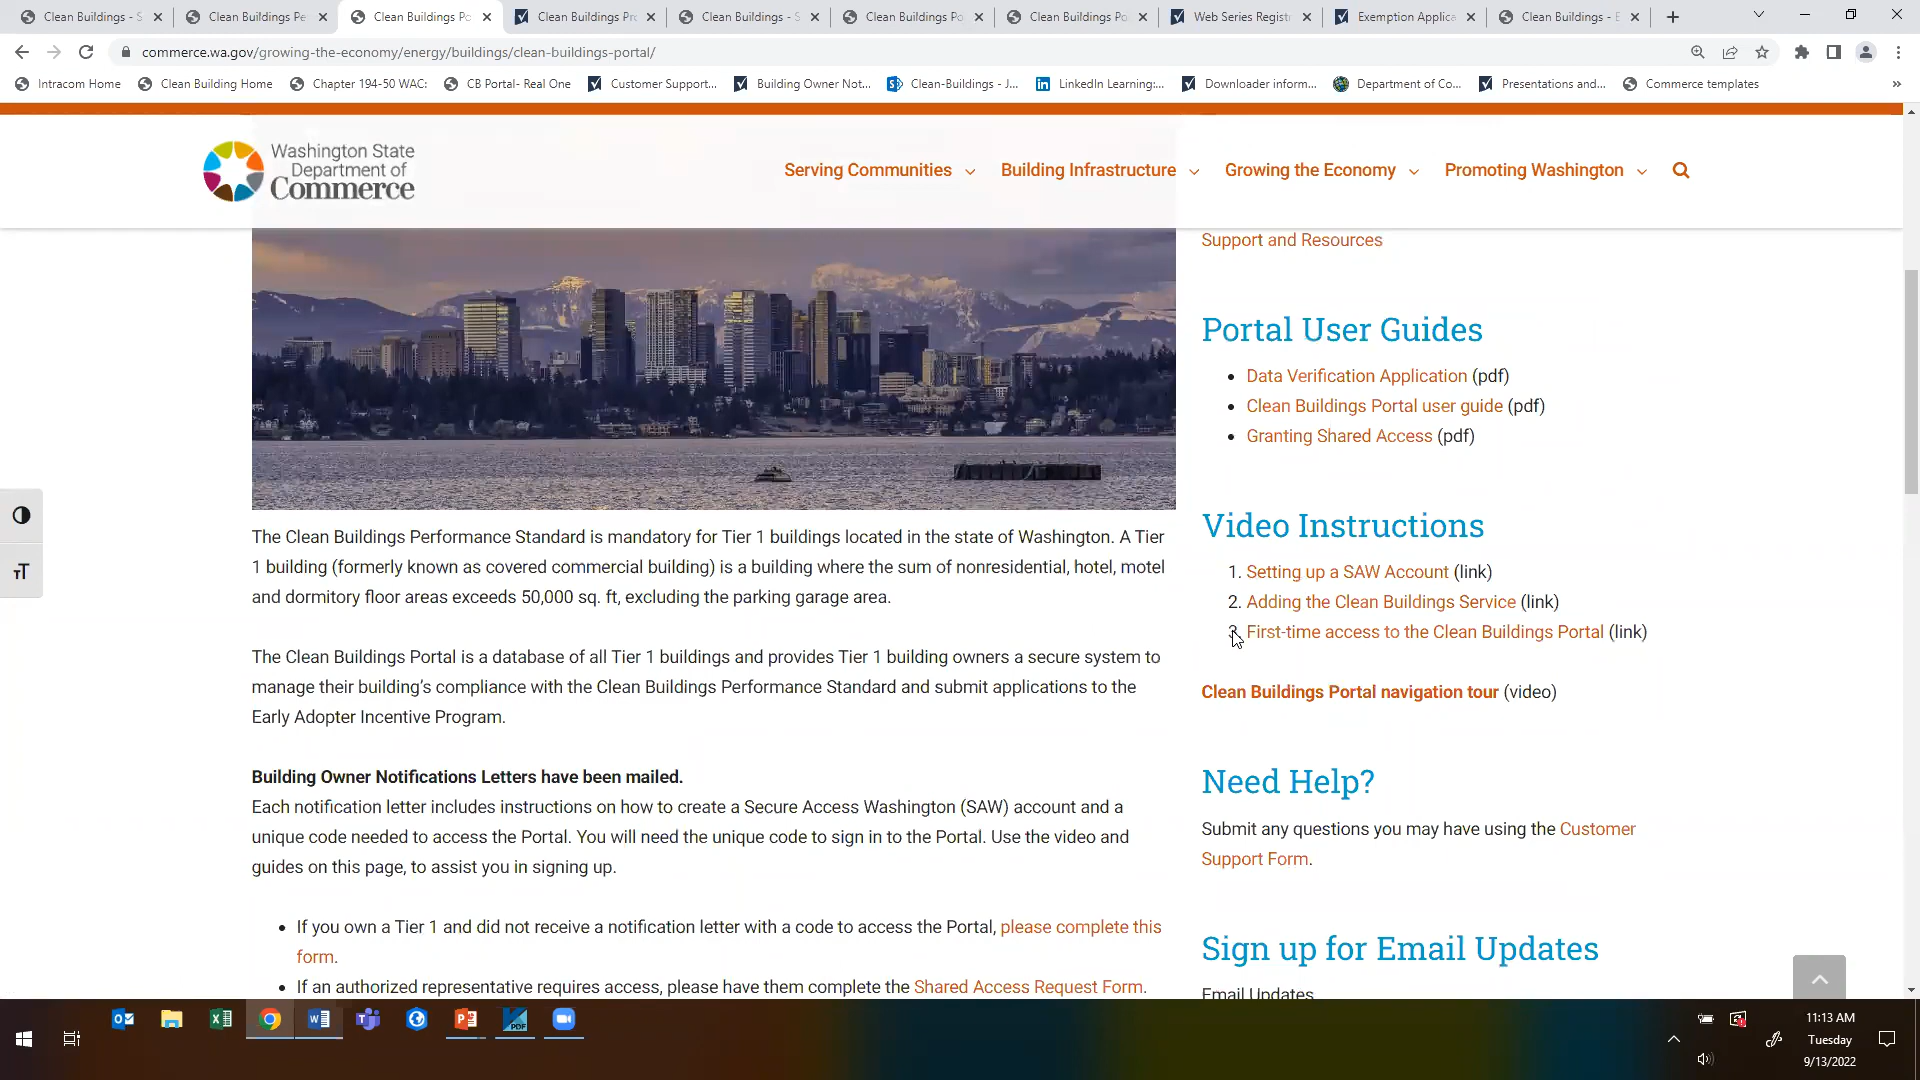 Clean Buildings - S
Clean Buildings Pe
Clean Buildings Po
Clean Buildings Pr
Clean Buildings - S
Clean Buildings Po
Clean Buildings Po
Web Series Registr
Exemption Applica
Clean Buildings - E
commerce.wa.gov/growing-the-economy/energy/buildings/clean-buildings-portal/
Intracom Home
Clean Building Home
Chapter 194-50 WAC:
CB Portal- Real One
Customer Support...
Building Owner Not...
Clean-Buildings - J...
LinkedIn Learning:...
Downloader inform...
Department of Co...
Presentations and...
Commerce templates
»
Washington State
Department of
Commerce
Serving Communities
Building Infrastructure
Growing the Economy
Promoting Washington
Support and Resources
Portal User Guides
• Data Verification Application (pdf)
• Clean Buildings Portal user guide (pdf)
• Granting Shared Access (pdf)
Video Instructions
1. Setting up a SAW Account (link)
2. Adding the Clean Buildings Service (link)
3. First-time access to the Clean Buildings Portal (link)
Clean Buildings Portal navigation tour (video)
Need Help?
Submit any questions you may have using the Customer
Support Form.
Sign up for Email Updates
Email Updates
The Clean Buildings Performance Standard is mandatory for Tier 1 buildings located in the state of Washington. A Tier
1 building (formerly known as covered commercial building) is a building where the sum of nonresidential, hotel, motel
and dormitory floor areas exceeds 50,000 sq. ft, excluding the parking garage area.
The Clean Buildings Portal is a database of all Tier 1 buildings and provides Tier 1 building owners a secure system to
manage their building's compliance with the Clean Buildings Performance Standard and submit applications to the
Early Adopter Incentive Program.
Building Owner Notifications Letters have been mailed.
Each notification letter includes instructions on how to create a Secure Access Washington (SAW) account and a
unique code needed to access the Portal. You will need the unique code to sign in to the Portal. Use the video and
guides on this page, to assist you in signing up.
• If you own a Tier 1 and did not receive a notification letter with a code to access the Portal, please complete this
form.
• If an authorized representative requires access, please have them complete the Shared Access Request Form.
11:13 AM
Tuesday
9/13/2022